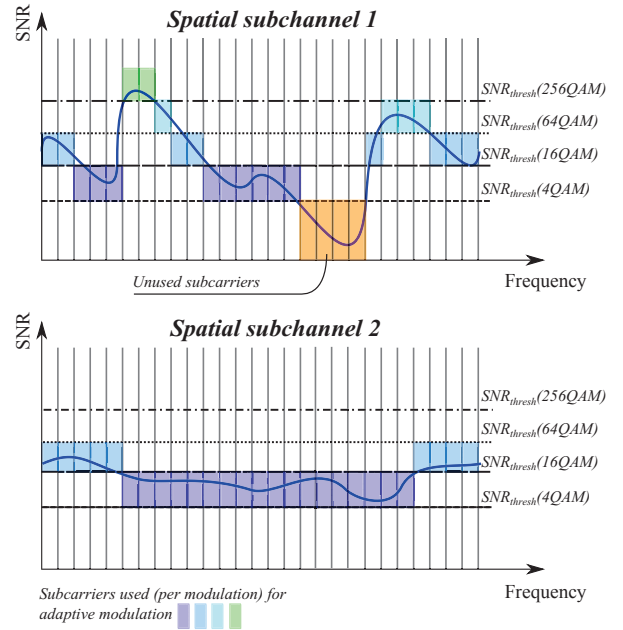 Spatial subchannel 1
SNR
SNRthresh(256QAM)
SNRthresh(64QAM)
SNRthresh(16QAM)
SNRthresh(4QAM)
Unused subcarriers
Frequency
Spatial subchannel 2
SNR
SNRthresh(256QAM)
SNRthresh(64QAM)
SNRthresh(16QAM)
SNRthresh(4QAM)
Frequency
Subcarriers used (per modulation) for
adaptive modulation